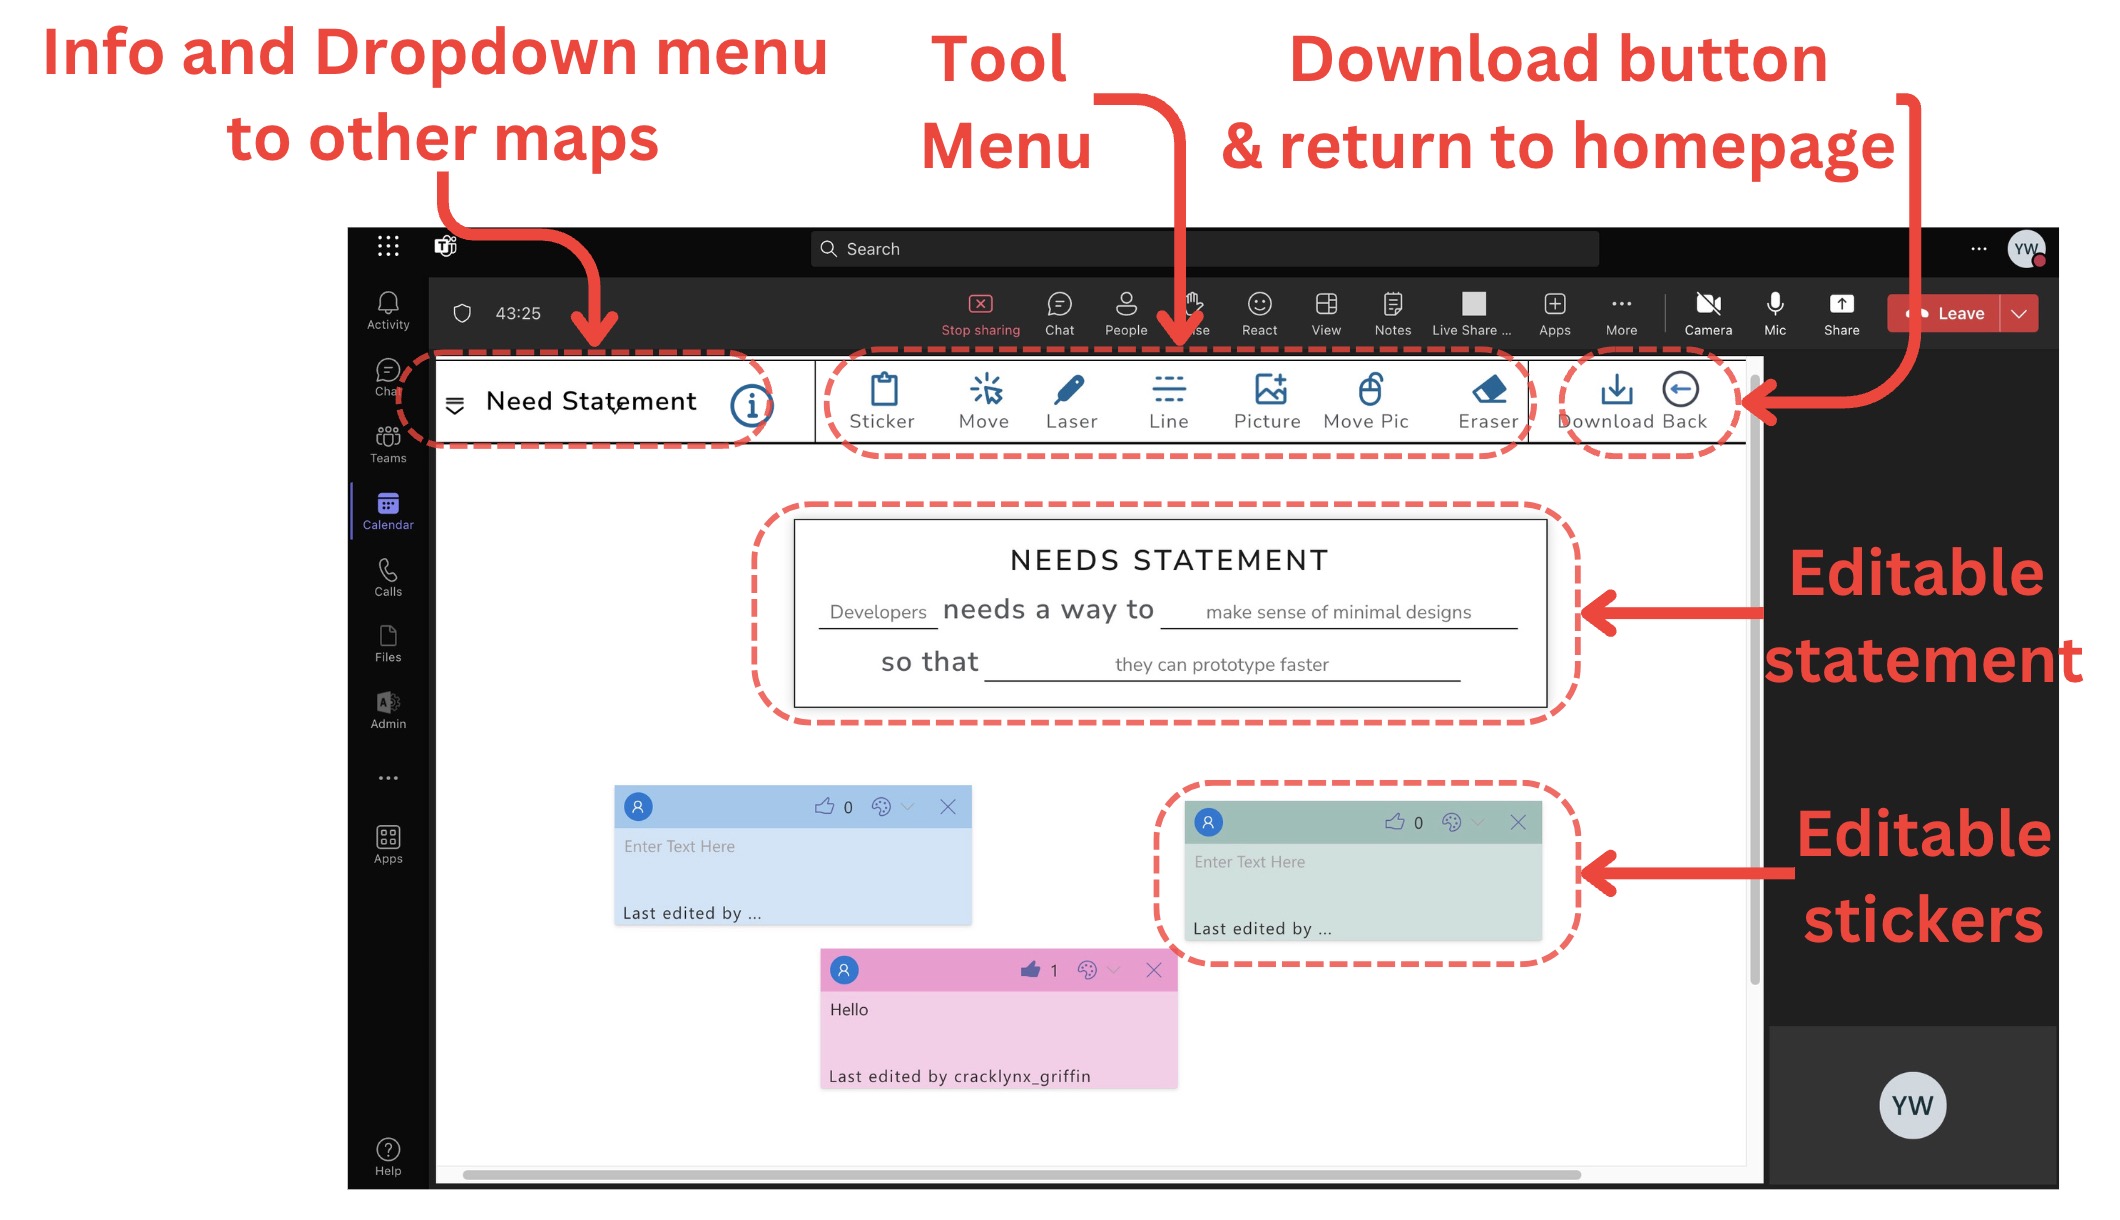 Info and Dropdown menu
to other maps
Tool
Menu
Download button
& return to homepage
Search
YW
43:25
Stop sharing
Chat
People
React
View
Notes
Live Share ...
Apps
More
Camera
Mic
Share
Leave
Activity
Chat
Teams
Calendar
Calls
Files
Admin
Apps
Help
Need Statement
Sticker
Move
Laser
Line
Picture
Move Pic
Eraser
Download
Back
NEEDS STATEMENT
Developers needs a way to make sense of minimal designs
so that they can prototype faster
Editable
statement
0
Enter Text Here
Last edited by ...
0
Enter Text Here
Last edited by ...
Editable
stickers
1
Hello
Last edited by cracklynx_griffin
YW